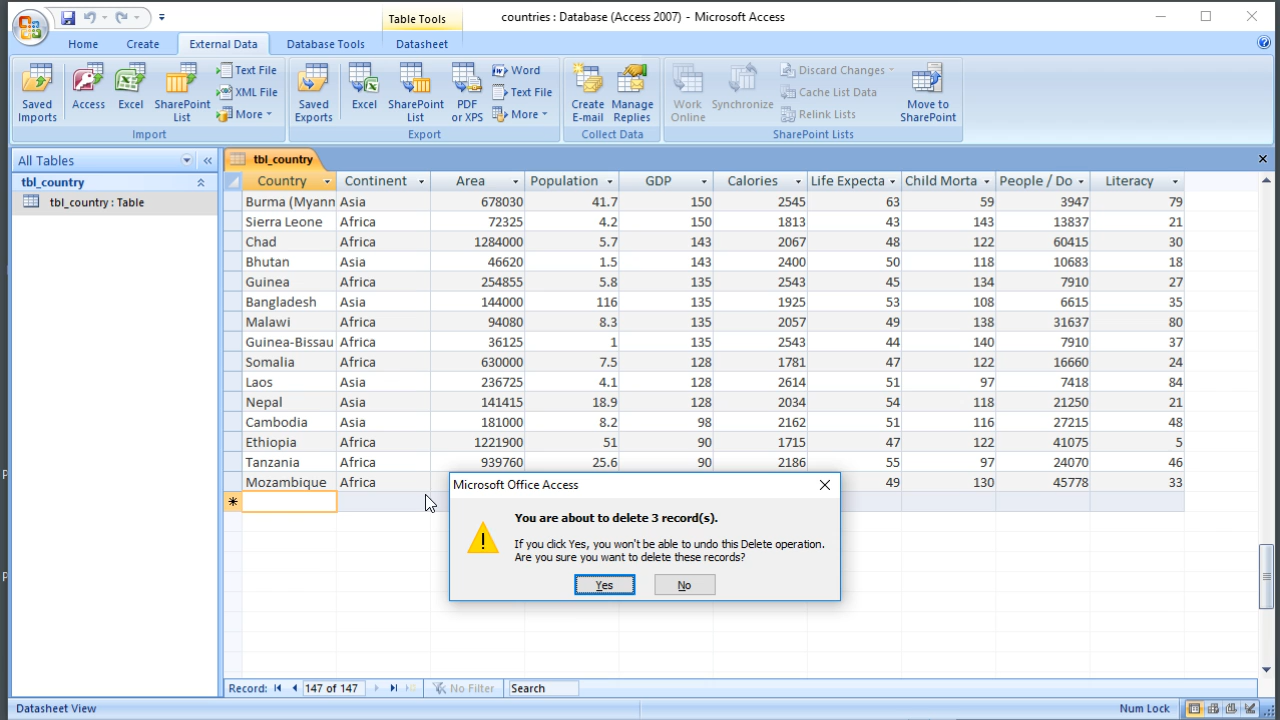 countries : Database (Access 2007) - Microsoft Access
Table Tools
Home Create External Data Database Tools Datasheet
Saved Imports
Access
Excel
SharePoint List
Text File
XML File
More
Import
Saved Exports
Excel
SharePoint List
PDF or XPS
Word
Text File
More
Export
Create E-mail
Manage Replies
Collect Data
Work Online
Synchronize
Discard Changes
Cache List Data
Relink Lists
Move to SharePoint
SharePoint Lists
All Tables
tbl_country
tbl_country : Table
tbl_country
Country Continent Area Population GDP Calories Life Expecta Child Morta People / Do Literacy
Burma (Myann Asia 678030 41.7 150 2545 63 59 3947 79
Sierra Leone Africa 72325 4.2 150 1813 43 143 13837 21
Chad Africa 1284000 5.7 143 2067 48 122 60415 30
Bhutan Asia 46620 1.5 143 2400 50 118 10683 18
Guinea Africa 254855 5.8 135 2543 45 134 7910 27
Bangladesh Asia 144000 116 135 1925 53 108 6615 35
Malawi Africa 94080 8.3 135 2057 49 138 31637 80
Guinea-Bissau Africa 36125 1 135 2543 44 140 7910 37
Somalia Africa 630000 7.5 128 1781 47 122 16660 24
Laos Asia 236725 4.1 128 2614 51 97 7418 84
Nepal Asia 141415 18.9 128 2034 54 118 21250 21
Cambodia Asia 181000 8.2 98 2162 51 116 27215 48
Ethiopia Africa 1221900 51 90 1715 47 122 41075 5
Tanzania Africa 939760 25.6 90 2186 55 97 24070 46
Mozambique Africa 49 130 45778 33
Microsoft Office Access
You are about to delete 3 record(s).
If you click Yes, you won't be able to undo this Delete operation.
Are you sure you want to delete these records?
Yes No
Record: 147 of 147 No Filter Search
Datasheet View Num Lock